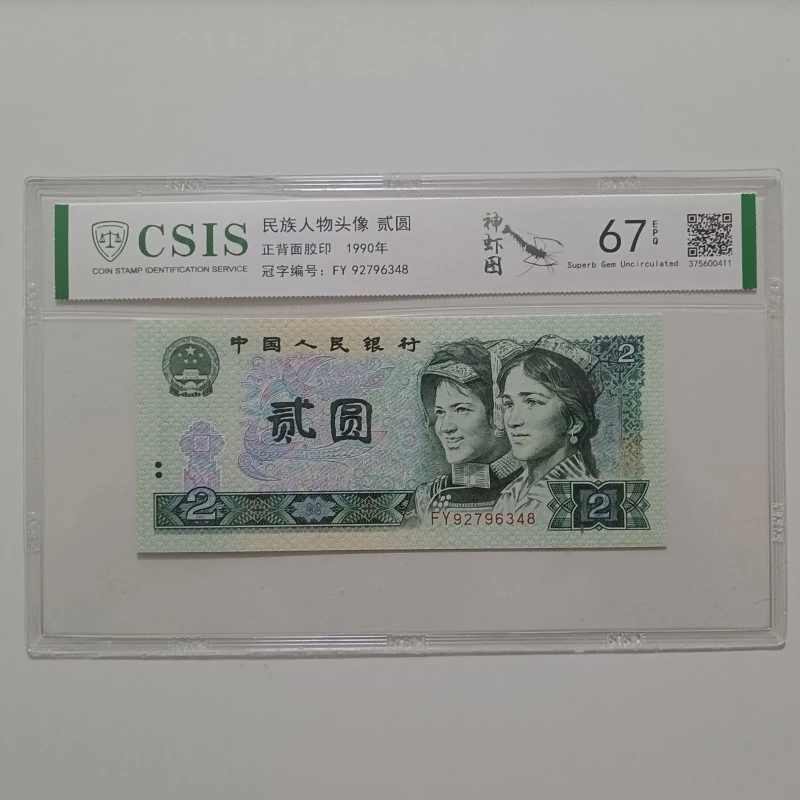 CSIS
COIN STAMP IDENTIFICATION SERVICE
民族人物头像 贰圆
正背面胶印 1990年
冠字编号: FY 92796348
神虾图
67 EPQ
Superb Gem Uncirculated
375600411
中国人民银行
2
贰圆
2
FY92796348
2